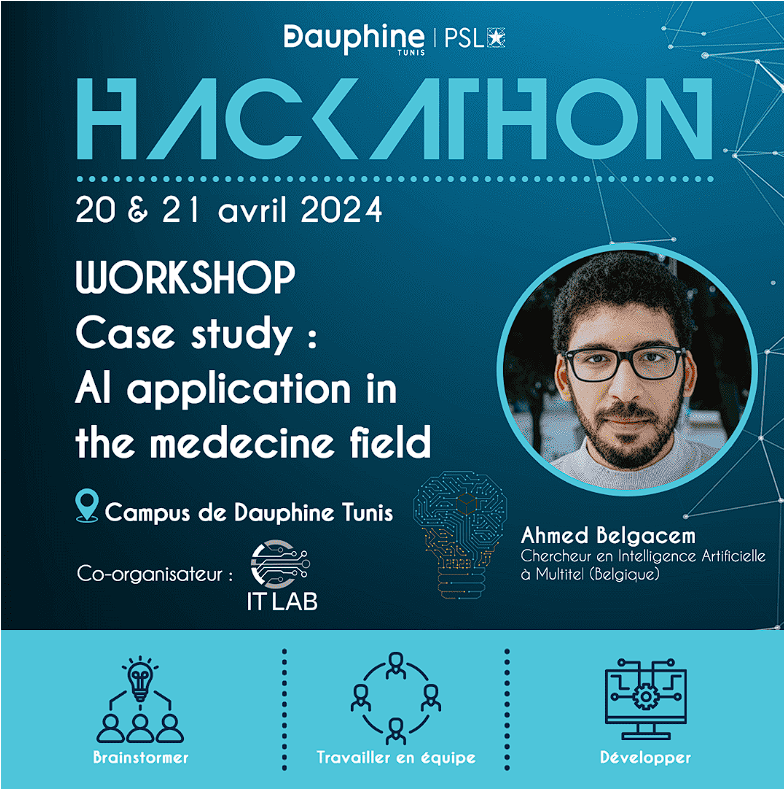 Dauphine | PSL
TUNIS
HACKATHON
20 & 21 avril 2024
WORKSHOP
Case study :
AI application in
the medecine field
Campus de Dauphine Tunis
Ahmed Belgacem
Chercheur en Intelligence Artificielle
à Multitel (Belgique)
Co-organisateur :
IT LAB
Brainstormer
Travailler en équipe
Développer